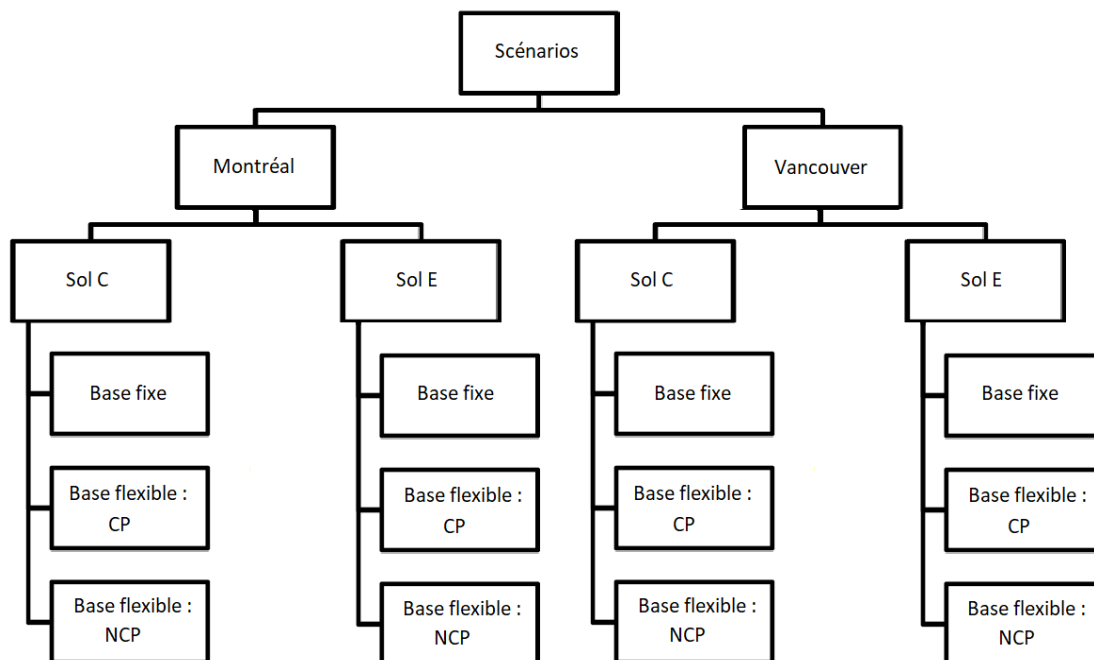 Scénarios
Montréal
Vancouver
Sol C
Sol E
Sol C
Sol E
Base fixe
Base fixe
Base fixe
Base fixe
Base flexible :
CP
Base flexible :
CP
Base flexible :
CP
Base flexible :
CP
Base flexible :
NCP
Base flexible :
NCP
Base flexible :
NCP
Base flexible :
NCP